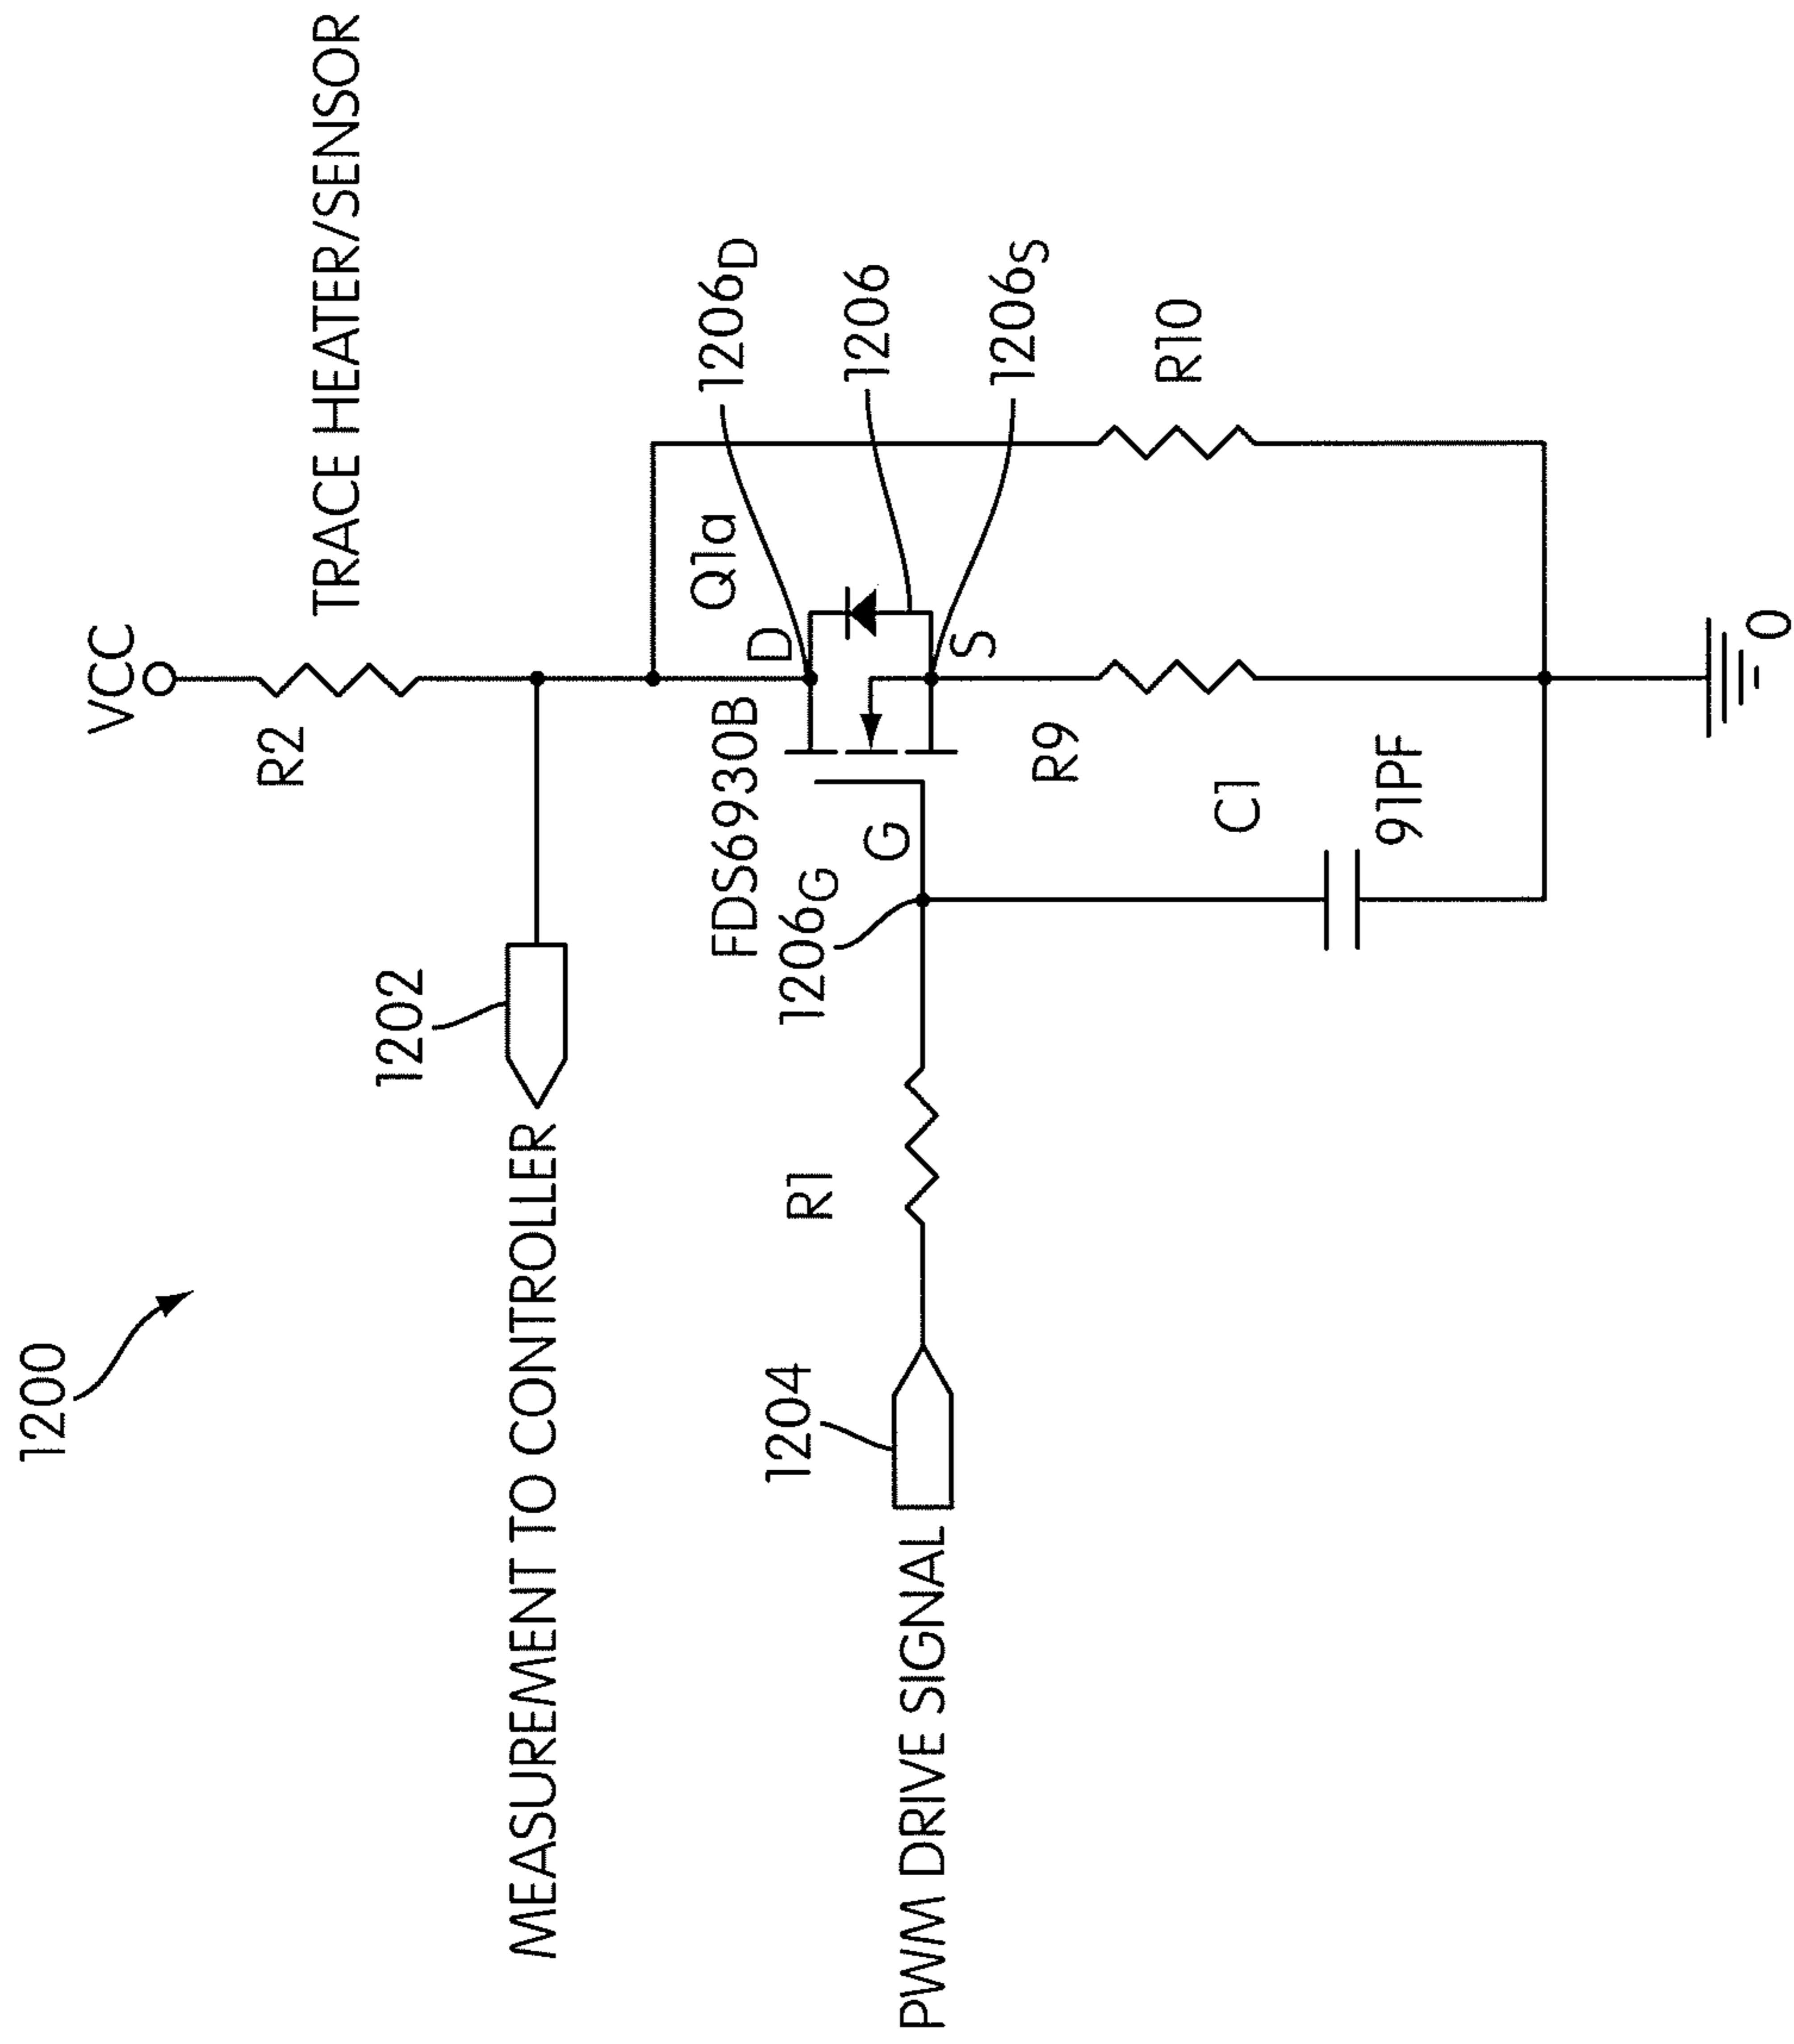 1200
VCC
TRACE HEATER/SENSOR
R2
1202
MEASUREMENT TO CONTROLLER
Q1a
1206D
D
FDS6930B
1206
1206G
G
S
1206S
1204
R1
PWM DRIVE SIGNAL
R9
R10
C1
91PF
0